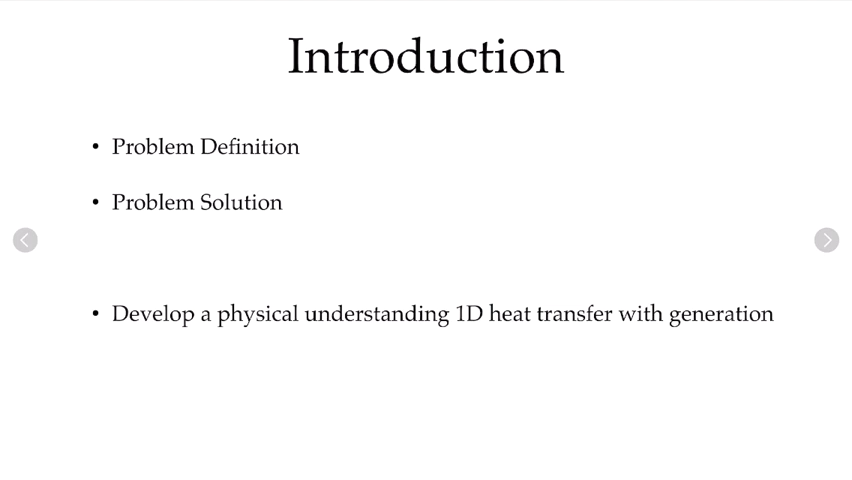 Introduction
• Problem Definition
• Problem Solution
• Develop a physical understanding 1D heat transfer with generation